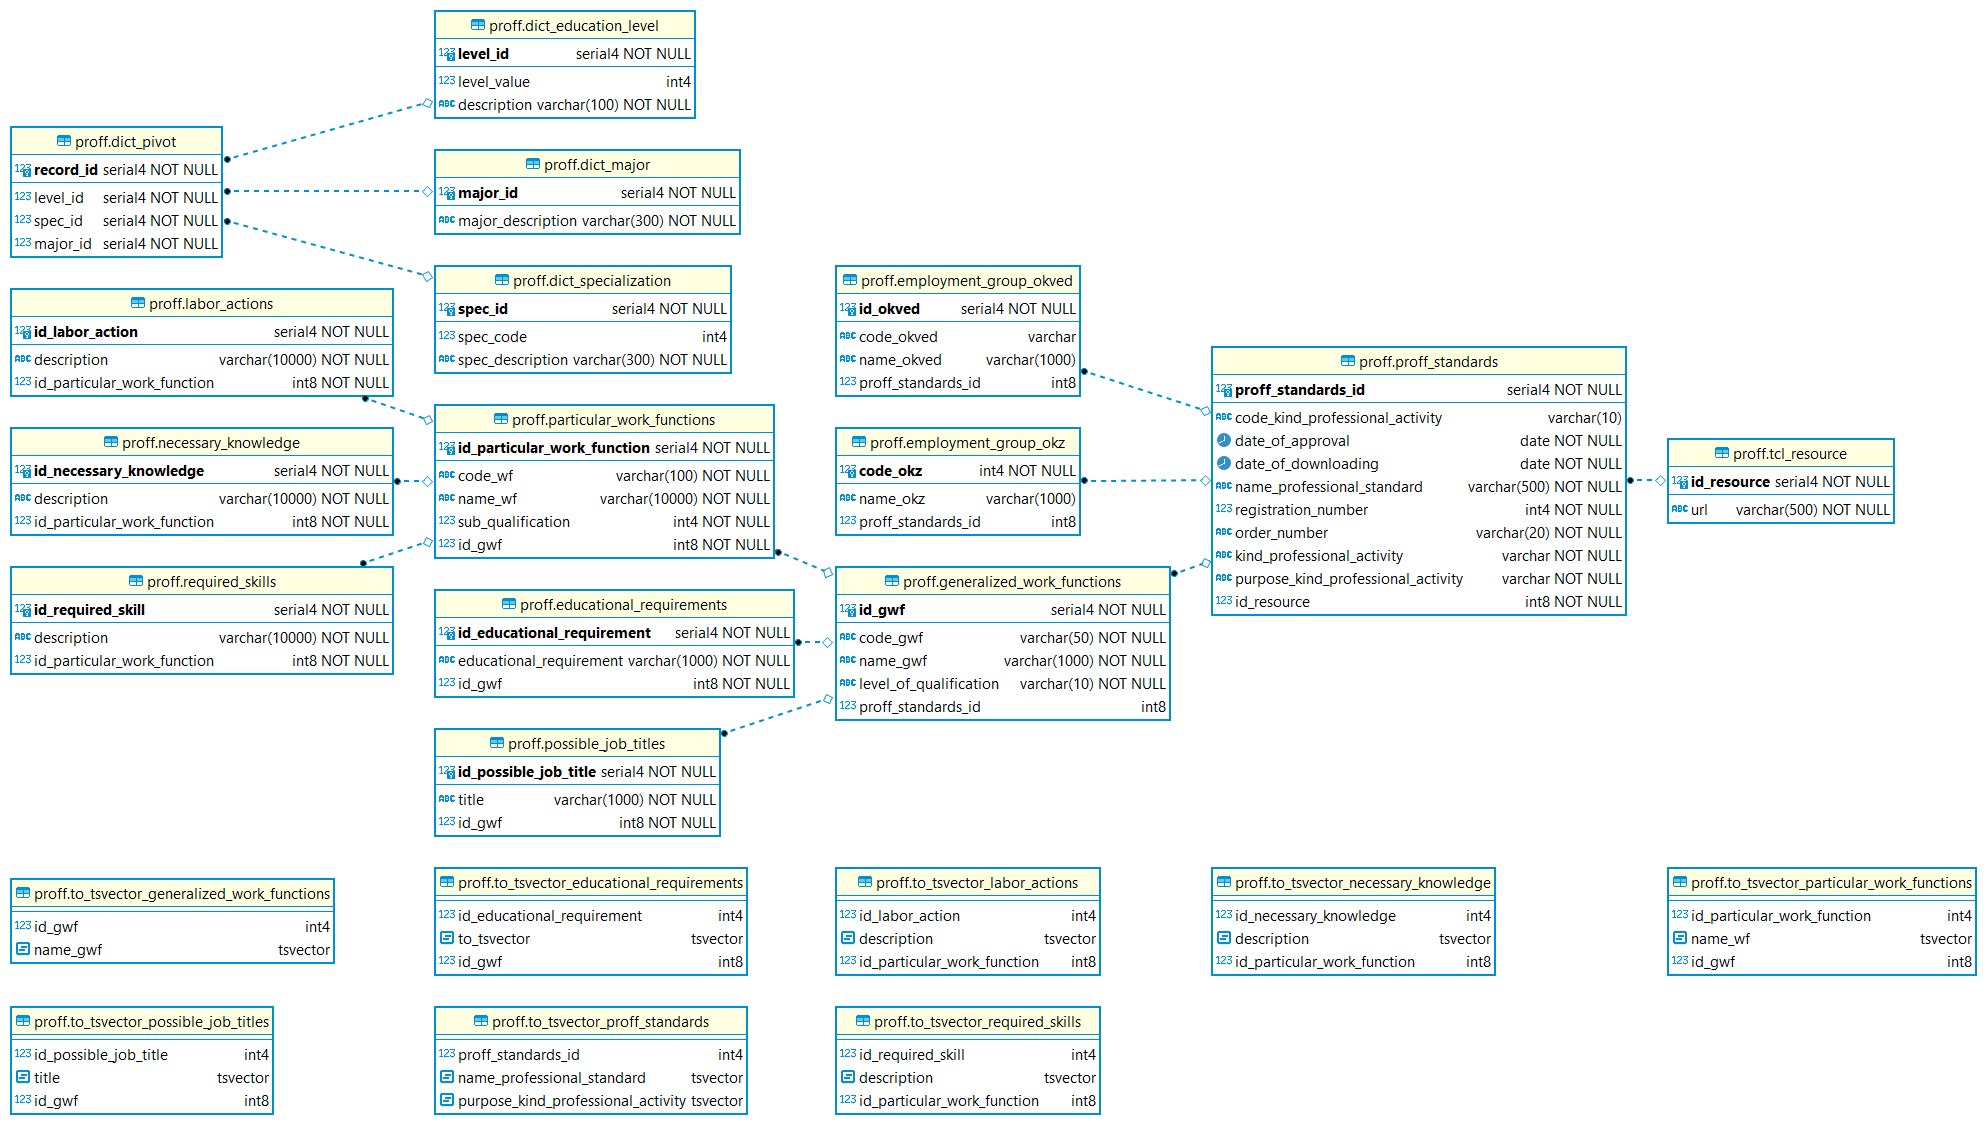 proff.dict_education_level
level_id serial4 NOT NULL
level_value int4
description varchar(100) NOT NULL
proff.dict_pivot
record_id serial4 NOT NULL
level_id serial4 NOT NULL
spec_id serial4 NOT NULL
major_id serial4 NOT NULL
proff.dict_major
major_id serial4 NOT NULL
major_description varchar(300) NOT NULL
proff.dict_specialization
spec_id serial4 NOT NULL
spec_code int4
spec_description varchar(300) NOT NULL
proff.employment_group_okved
id_okved serial4 NOT NULL
code_okved varchar
name_okved varchar(1000)
proff_standards_id int8
proff.labor_actions
id_labor_action serial4 NOT NULL
description varchar(10000) NOT NULL
id_particular_work_function int8 NOT NULL
proff.proff_standards
proff_standards_id serial4 NOT NULL
code_kind_professional_activity varchar(10)
date_of_approval date NOT NULL
date_of_downloading date NOT NULL
name_professional_standard varchar(500) NOT NULL
registration_number int4 NOT NULL
order_number varchar(20) NOT NULL
kind_professional_activity varchar NOT NULL
purpose_kind_professional_activity varchar NOT NULL
id_resource int8 NOT NULL
proff.particular_work_functions
id_particular_work_function serial4 NOT NULL
code_wf varchar(100) NOT NULL
name_wf varchar(10000) NOT NULL
sub_qualification int4 NOT NULL
id_gwf int8 NOT NULL
proff.necessary_knowledge
id_necessary_knowledge serial4 NOT NULL
description varchar(10000) NOT NULL
id_particular_work_function int8 NOT NULL
proff.employment_group_okz
code_okz int4 NOT NULL
name_okz varchar(1000)
proff_standards_id int8
proff.tcl_resource
id_resource serial4 NOT NULL
url varchar(500) NOT NULL
proff.required_skills
id_required_skill serial4 NOT NULL
description varchar(10000) NOT NULL
id_particular_work_function int8 NOT NULL
proff.generalized_work_functions
id_gwf serial4 NOT NULL
code_gwf varchar(50) NOT NULL
name_gwf varchar(1000) NOT NULL
level_of_qualification varchar(10) NOT NULL
proff_standards_id int8
proff.educational_requirements
id_educational_requirement serial4 NOT NULL
educational_requirement varchar(1000) NOT NULL
id_gwf int8 NOT NULL
proff.possible_job_titles
id_possible_job_title serial4 NOT NULL
title varchar(1000) NOT NULL
id_gwf int8 NOT NULL
proff.to_tsvector_generalized_work_functions
id_gwf int4
name_gwf tsvector
proff.to_tsvector_educational_requirements
id_educational_requirement int4
to_tsvector tsvector
id_gwf int8
proff.to_tsvector_labor_actions
id_labor_action int4
description tsvector
id_particular_work_function int8
proff.to_tsvector_necessary_knowledge
id_necessary_knowledge int4
description tsvector
id_particular_work_function int8
proff.to_tsvector_particular_work_functions
id_particular_work_function int4
name_wf tsvector
id_gwf int8
proff.to_tsvector_possible_job_titles
id_possible_job_title int4
title tsvector
id_gwf int8
proff.to_tsvector_proff_standards
proff_standards_id int4
name_professional_standard tsvector
purpose_kind_professional_activity tsvector
proff.to_tsvector_required_skills
id_required_skill int4
description tsvector
id_particular_work_function int8